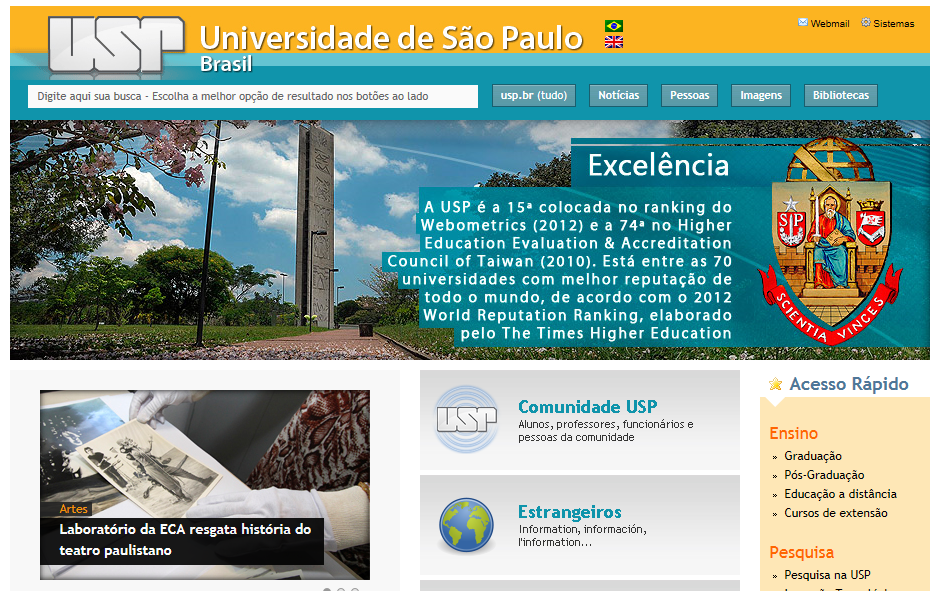 USP
Universidade de São Paulo
Brasil
Webmail
Sistemas
Digite aqui sua busca - Escolha a melhor opção de resultado nos botões ao lado
usp.br (tudo)
Notícias
Pessoas
Imagens
Bibliotecas
Excelência
A USP é a 15ª colocada no ranking do
Webometrics (2012) e a 74ª no Higher
Education Evaluation & Accreditation
Council of Taiwan (2010). Está entre as 70
universidades com melhor reputação de
todo o mundo, de acordo com o 2012
World Reputation Ranking, elaborado
pelo The Times Higher Education
SP
SCIENTIA VINCES
Artes
Laboratório da ECA resgata história do
teatro paulistano
USP
Comunidade USP
Alunos, professores, funcionários e
pessoas da comunidade
Estrangeiros
Information, información,
l'information...
Acesso Rápido
Ensino
» Graduação
» Pós-Graduação
» Educação a distância
» Cursos de extensão
Pesquisa
» Pesquisa na USP